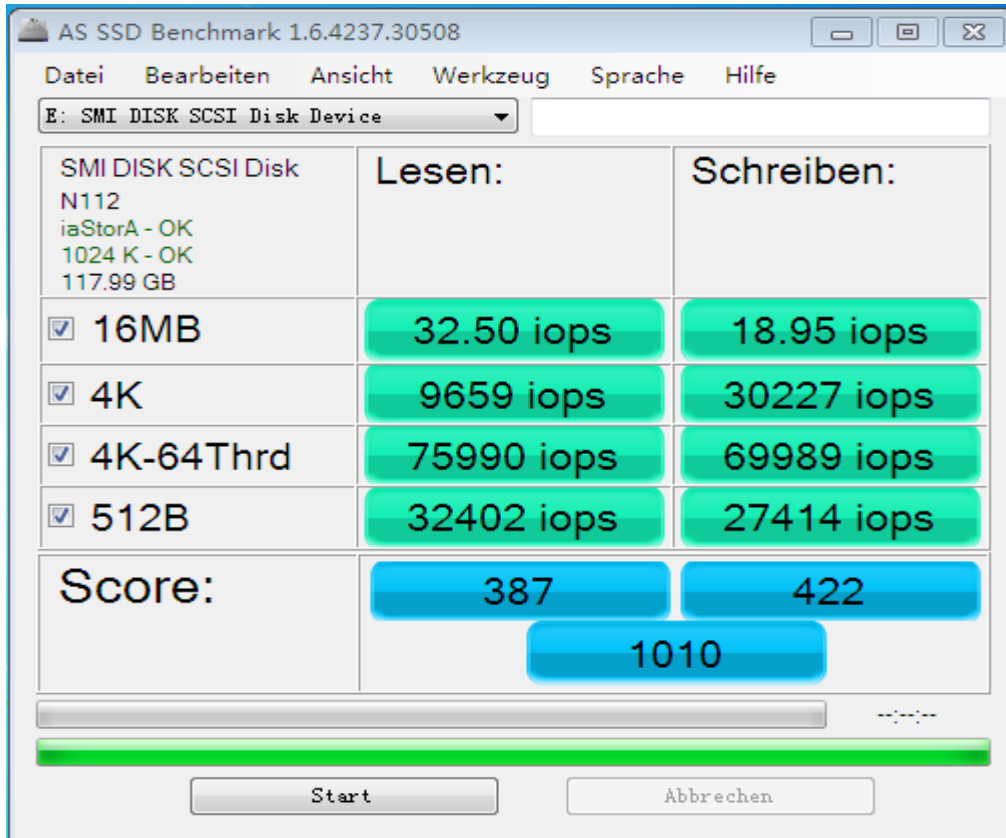 AS SSD Benchmark 1.6.4237.30508
Datei Bearbeiten Ansicht Werkzeug Sprache Hilfe
E: SMI DISK SCSI Disk Device
SMI DISK SCSI Disk
N112
iaStorA - OK
1024 K - OK
117.99 GB
Lesen: Schreiben:
16MB 32.50 iops 18.95 iops
4K 9659 iops 30227 iops
4K-64Thrd 75990 iops 69989 iops
512B 32402 iops 27414 iops
Score: 387 422
1010
--:--:--
Start Abbrechen